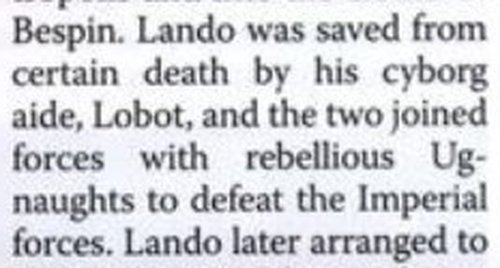 Bespin. Lando was saved from
certain death by his cyborg
aide, Lobot, and the two joined
forces with rebellious Ug-
naughts to defeat the Imperial
forces. Lando later arranged to